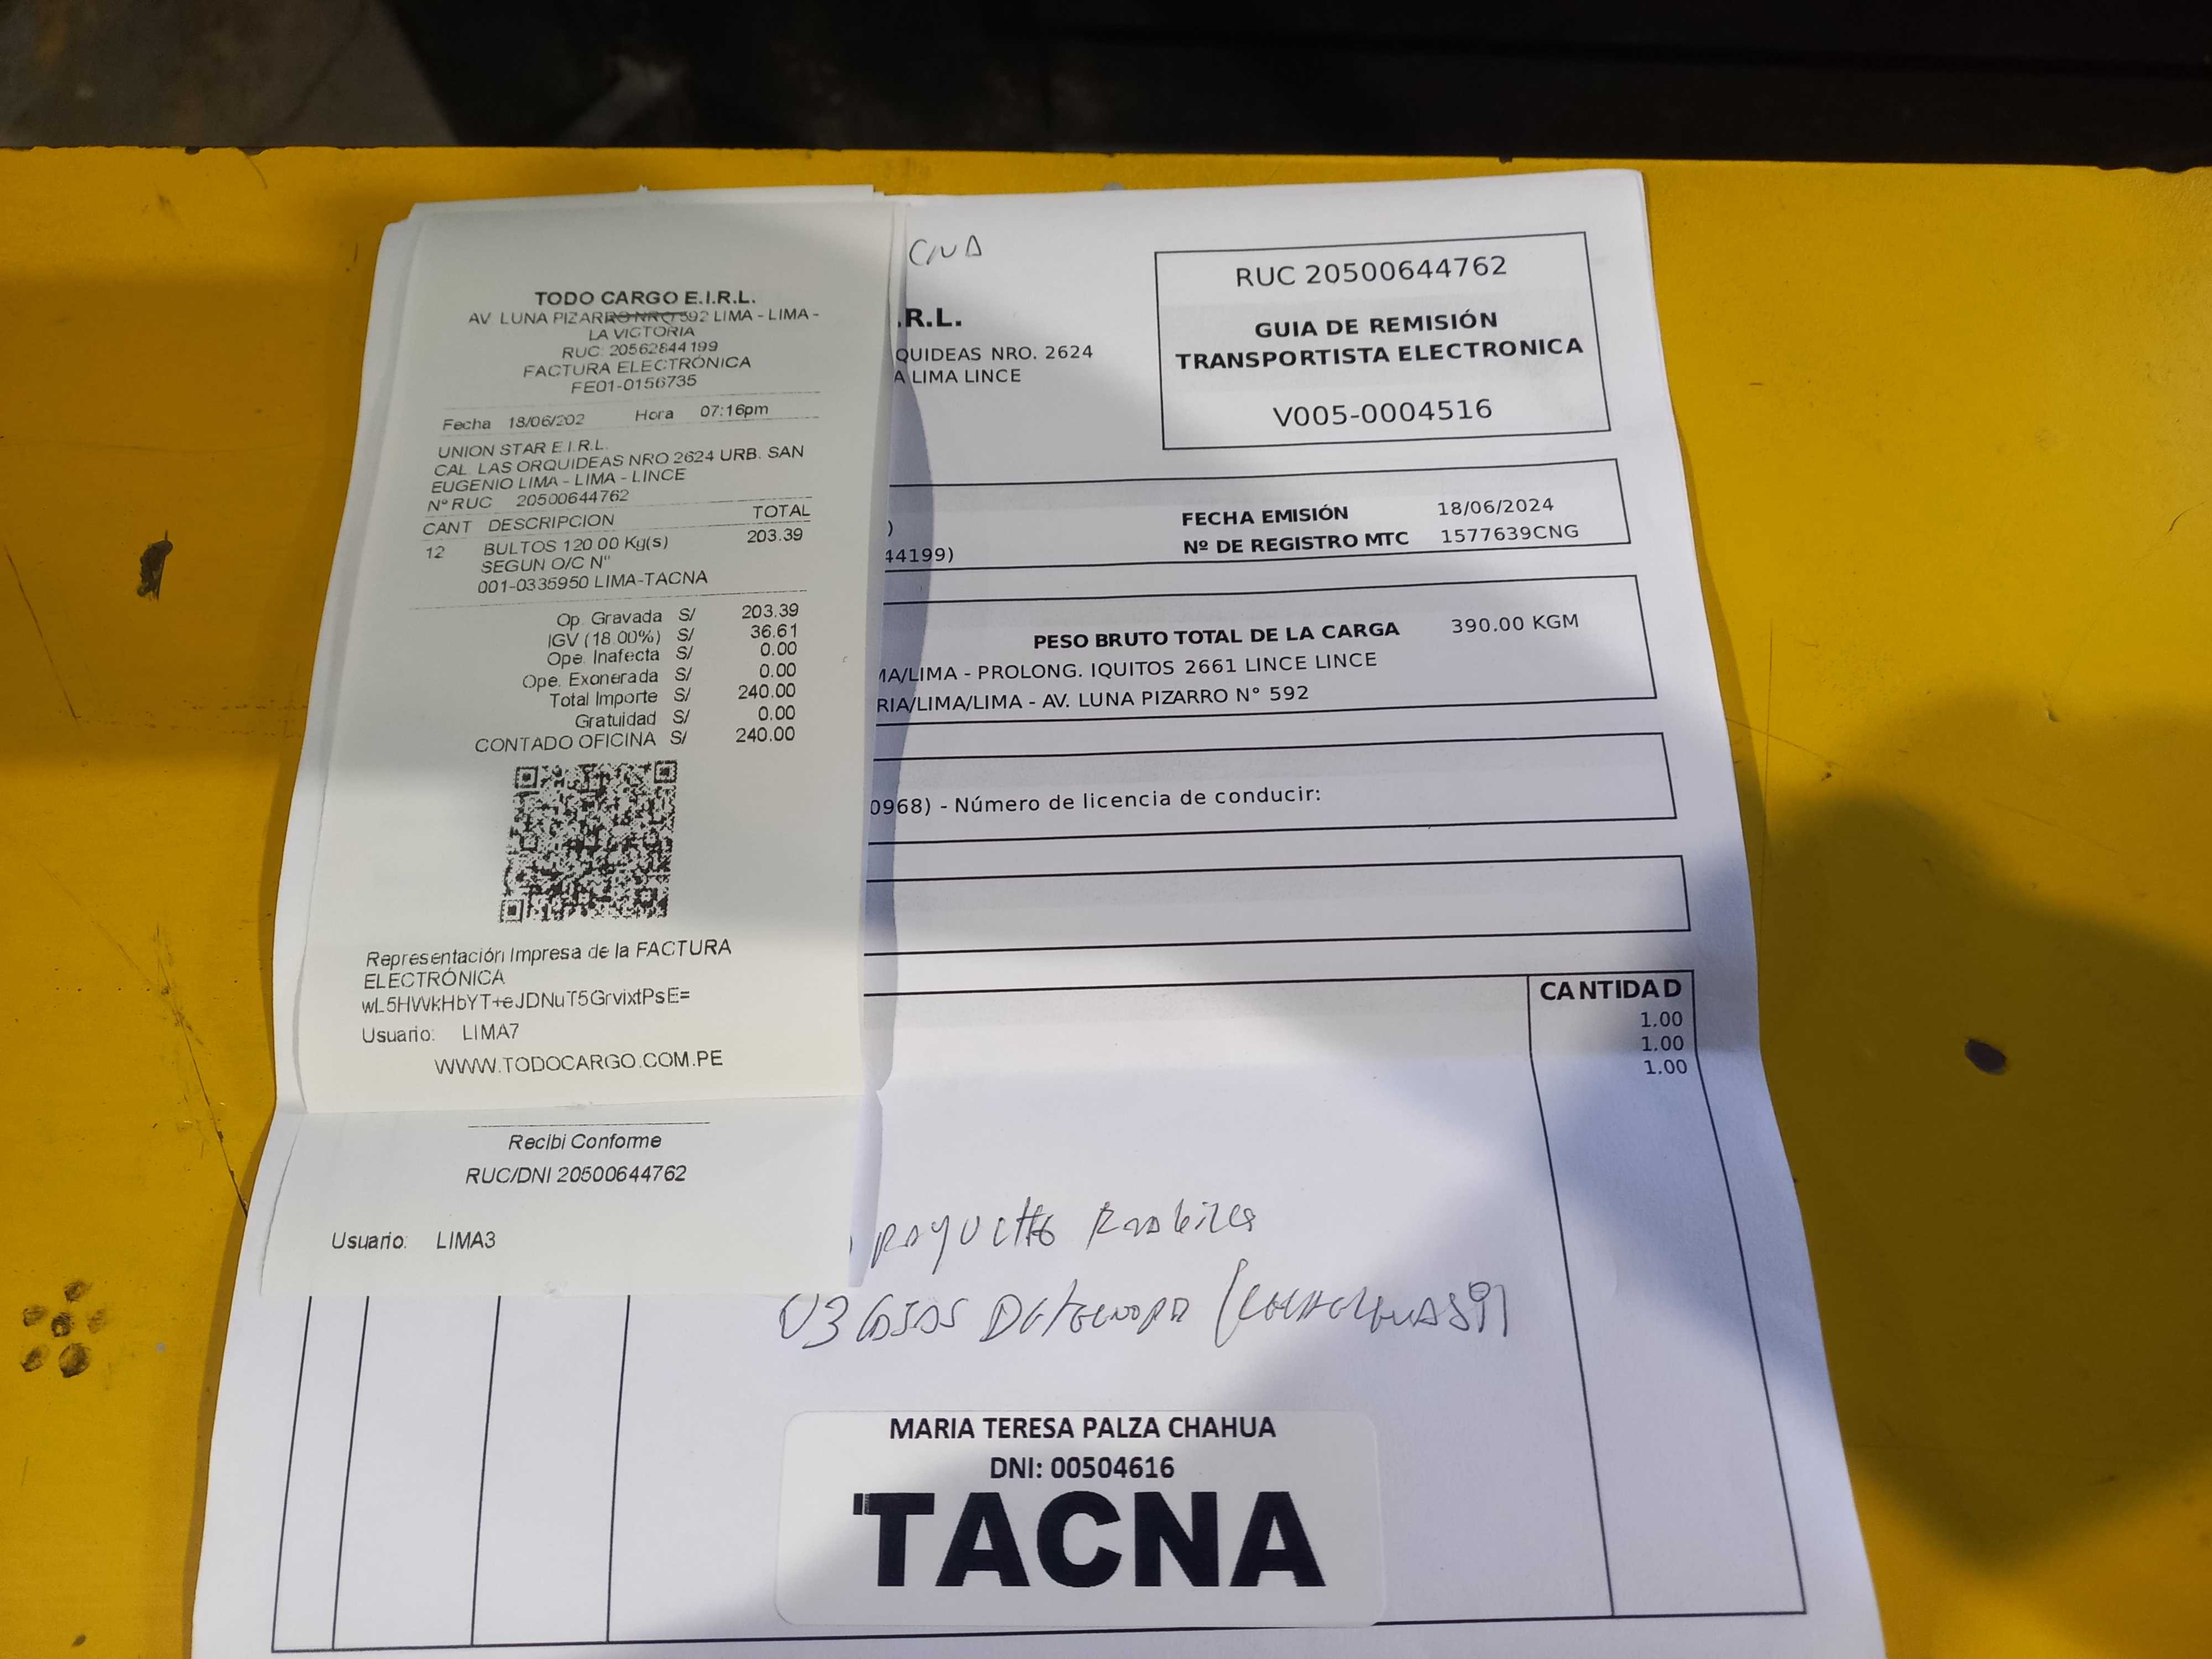 TODO CARGO E.I.R.L.
AV. LUNA PIZARRO NRO 592 LIMA - LIMA -
LA VICTORIA
RUC: 20562844199
FACTURA ELECTRÓNICA
FE01-0156735
Fecha 18/06/202 Hora 07:16pm
UNION STAR E.I.R.L.
CAL. LAS ORQUIDEAS NRO 2624 URB. SAN
EUGENIO LIMA - LIMA - LINCE
Nº RUC 20500644762
CANT DESCRIPCION TOTAL
12 BULTOS 120.00 Kg(s) 203.39
SEGUN O/C N"
001-0335950 LIMA-TACNA
Op. Gravada S/ 203.39
IGV (18.00%) S/ 36.61
Ope. Inafecta S/ 0.00
Ope. Exonerada S/ 0.00
Total Importe S/ 240.00
Gratuidad S/ 0.00
CONTADO OFICINA S/ 240.00
Representación Impresa de la FACTURA
ELECTRÓNICA
wL5HWkHbYT+eJDNuT5GrvixtPsE=
Usuario: LIMA7
WWW.TODOCARGO.COM.PE
Recibi Conforme
RUC/DNI 20500644762
Usuario: LIMA3
.R.L.
QUIDEAS NRO. 2624
A LIMA LINCE
RUC 20500644762
GUIA DE REMISIÓN
TRANSPORTISTA ELECTRONICA
V005-0004516
)
44199)
FECHA EMISIÓN 18/06/2024
Nº DE REGISTRO MTC 1577639CNG
PESO BRUTO TOTAL DE LA CARGA 390.00 KGM
MA/LIMA - PROLONG. IQUITOS 2661 LINCE LINCE
RIA/LIMA/LIMA - AV. LUNA PIZARRO N° 592
0968) - Número de licencia de conducir:
CANTIDAD
1.00
1.00
1.00
MARIA TERESA PALZA CHAHUA
DNI: 00504616
TACNA